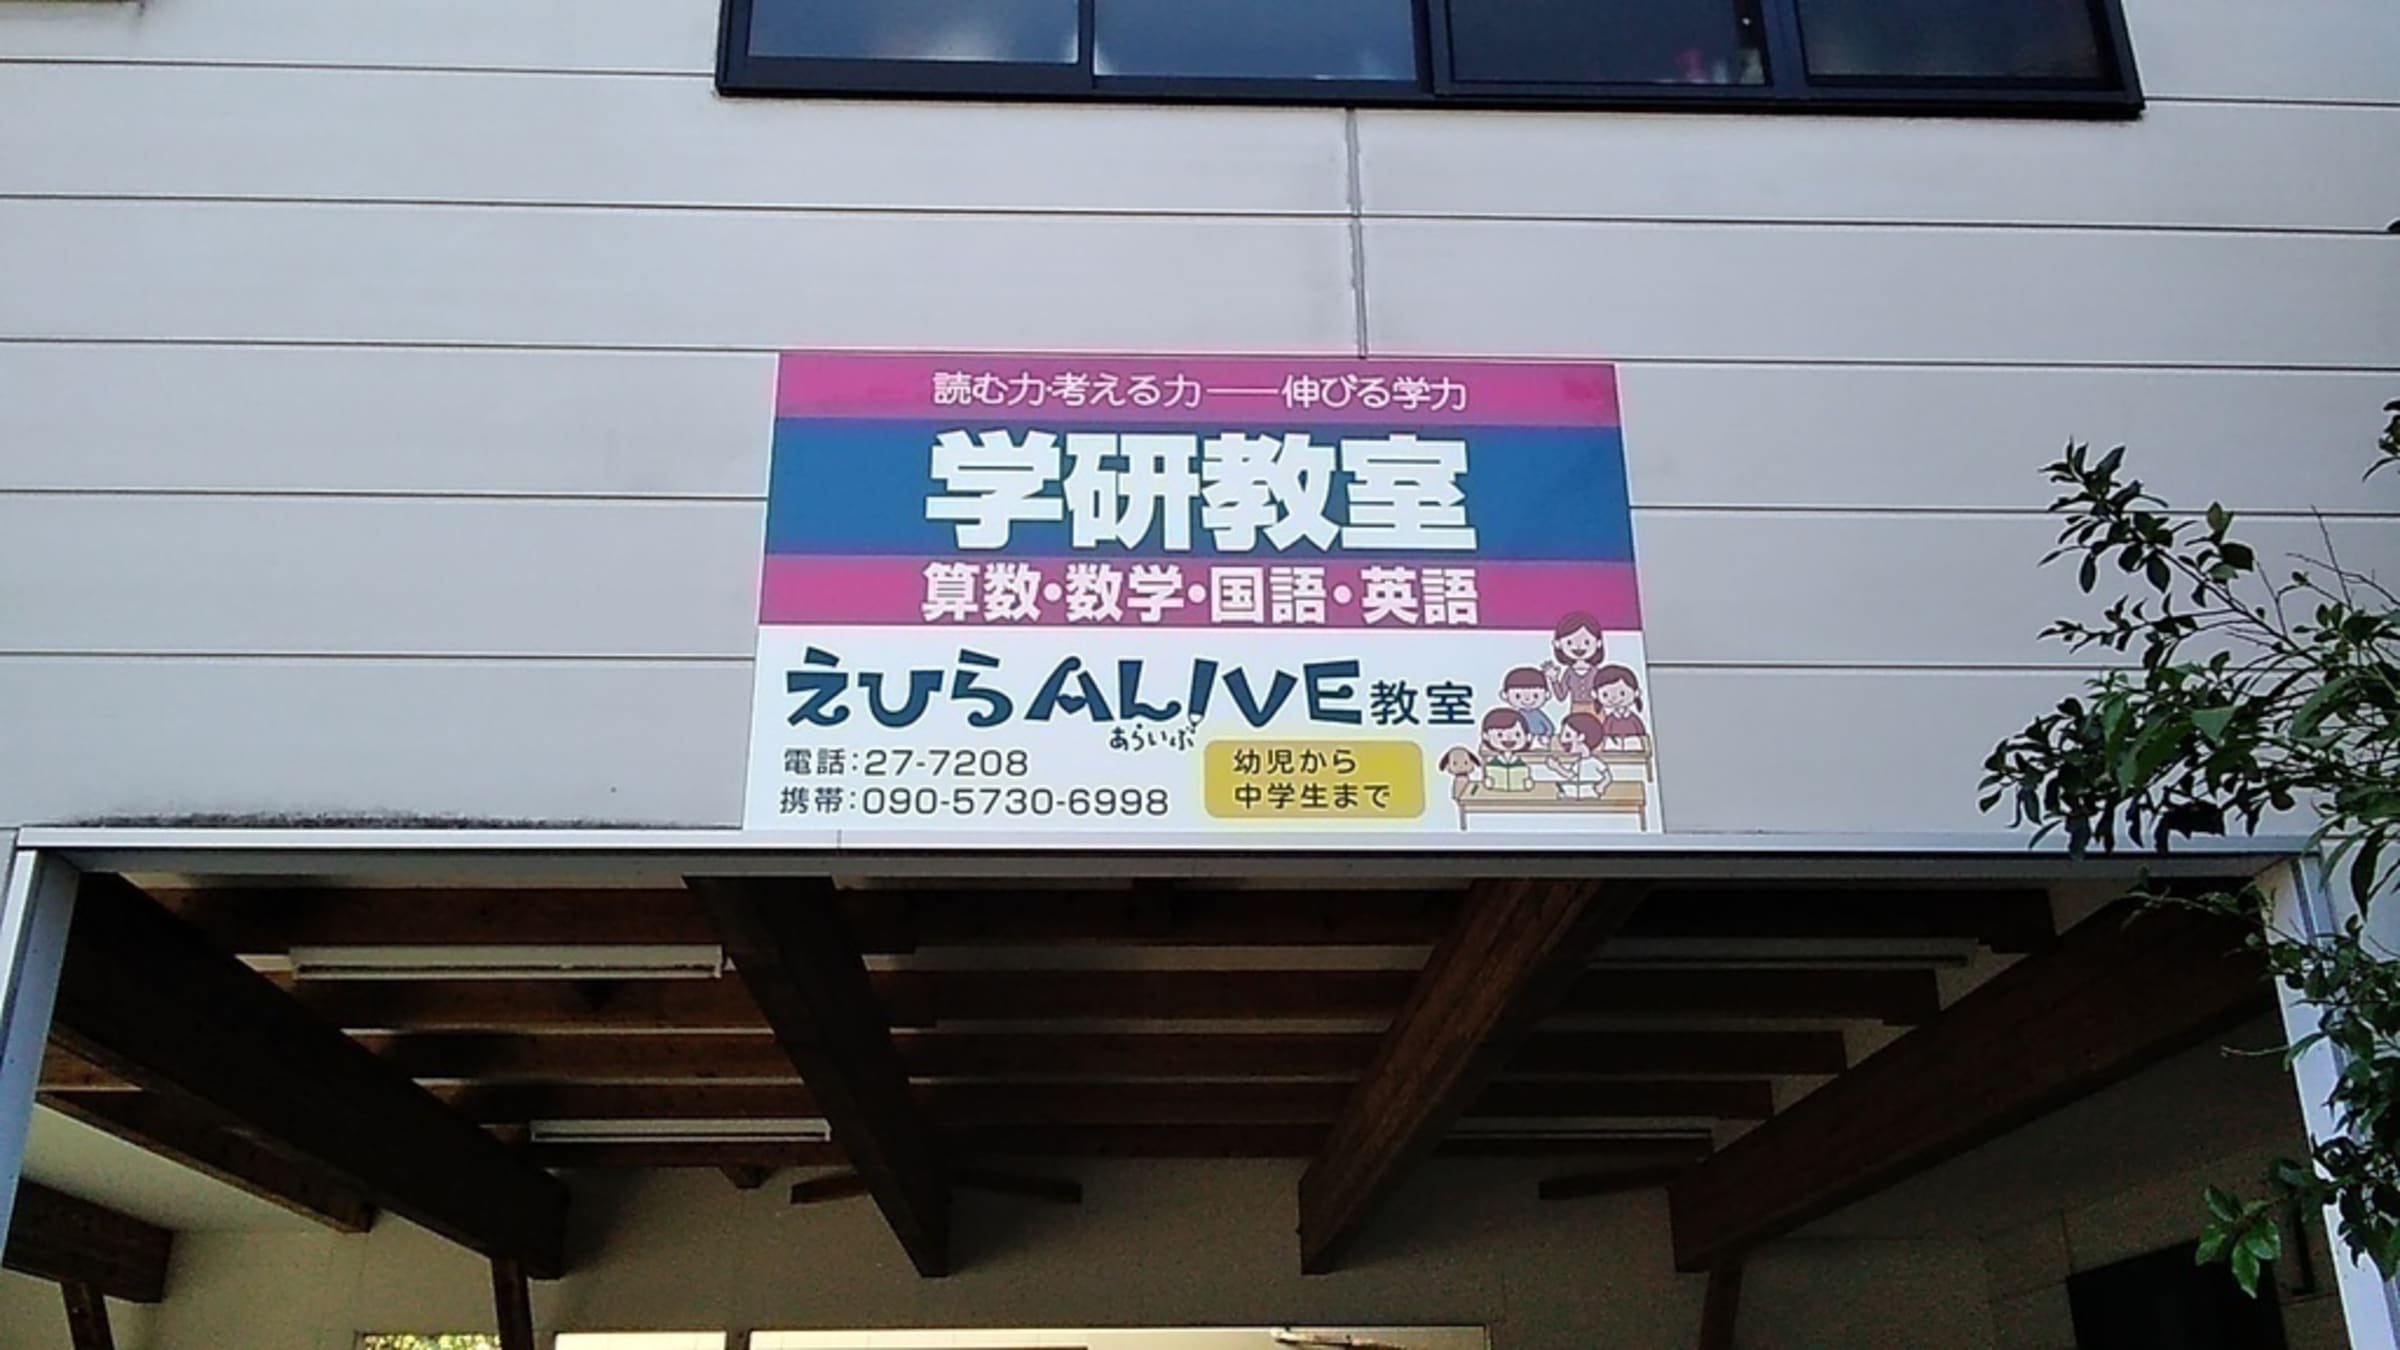 読む力・考える力――伸びる学力
学研教室
算数・数学・国語・英語
えひらALIVE教室
あらいぶ
電話:27-7208
携帯:090-5730-6998
幼児から
中学生まで